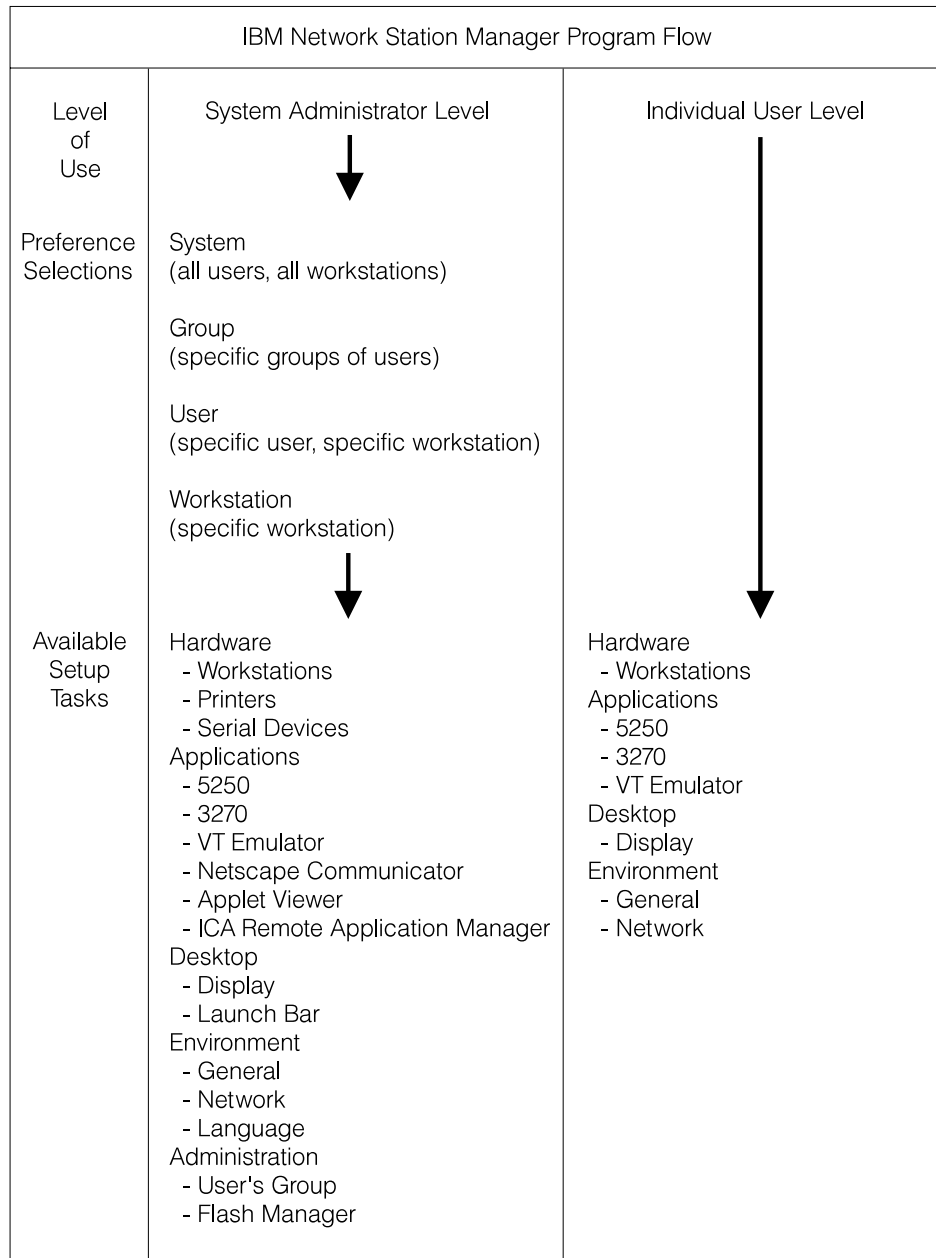 IBM Network Station Manager Program Flow
Level
of
Use
System Administrator Level
Individual User Level
Preference
Selections
System
(all users, all workstations)
Group
(specific groups of users)
User
(specific user, specific workstation)
Workstation
(specific workstation)
Available
Setup
Tasks
Hardware
- Workstations
- Printers
- Serial Devices
Applications
- 5250
- 3270
- VT Emulator
- Netscape Communicator
- Applet Viewer
- ICA Remote Application Manager
Desktop
- Display
- Launch Bar
Environment
- General
- Network
- Language
Administration
- User's Group
- Flash Manager
Hardware
- Workstations
Applications
- 5250
- 3270
- VT Emulator
Desktop
- Display
Environment
- General
- Network